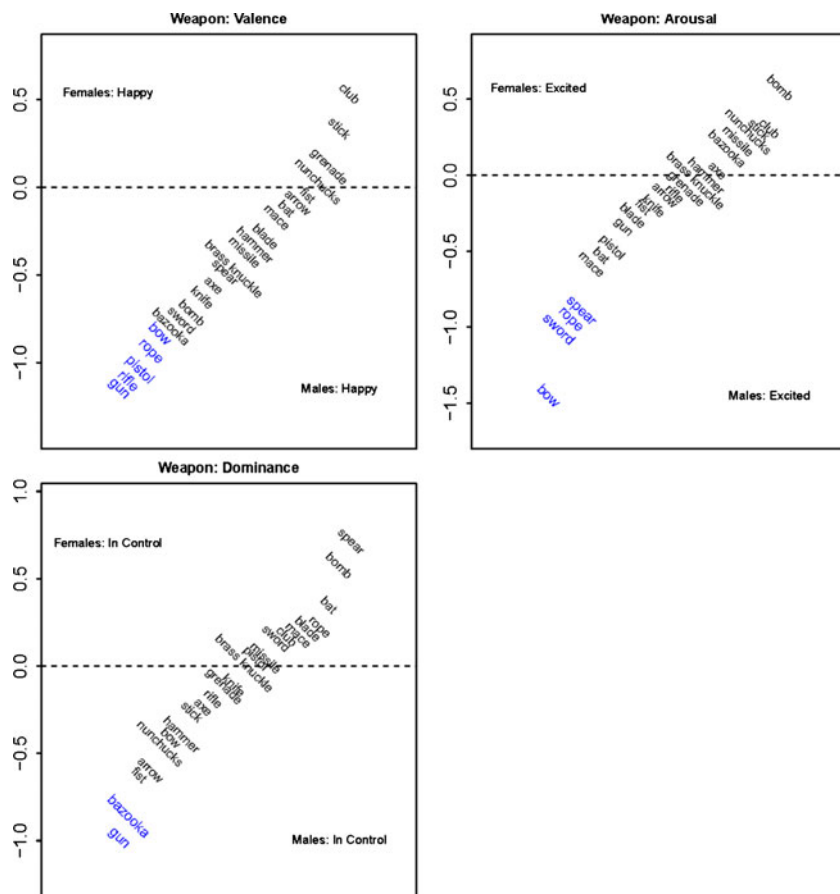 Weapon: Valence
0.5
0.0
−0.5
−1.0
Females: Happy
club
stick
grenade
nunchucks
fist
arrow
bat
mace
blade
hammer
missile
brass knuckle
spear
axe
knife
bomb
sword
bazooka
bow
rope
pistol
rifle
gun
Males: Happy
Weapon: Arousal
0.5
0.0
−0.5
−1.0
−1.5
Females: Excited
bomb
club
stick
nunchucks
missile
bazooka
axe
hammer
brass knuckle
grenade
rifle
arrow
knife
fist
blade
gun
pistol
bat
mace
spear
rope
sword
bow
Males: Excited
Weapon: Dominance
1.0
0.5
0.0
−0.5
−1.0
Females: In Control
spear
bomb
bat
rope
blade
mace
club
sword
missile
pistol
brass knuckle
knife
grenade
rifle
axe
stick
hammer
bow
nunchucks
arrow
fist
bazooka
gun
Males: In Control